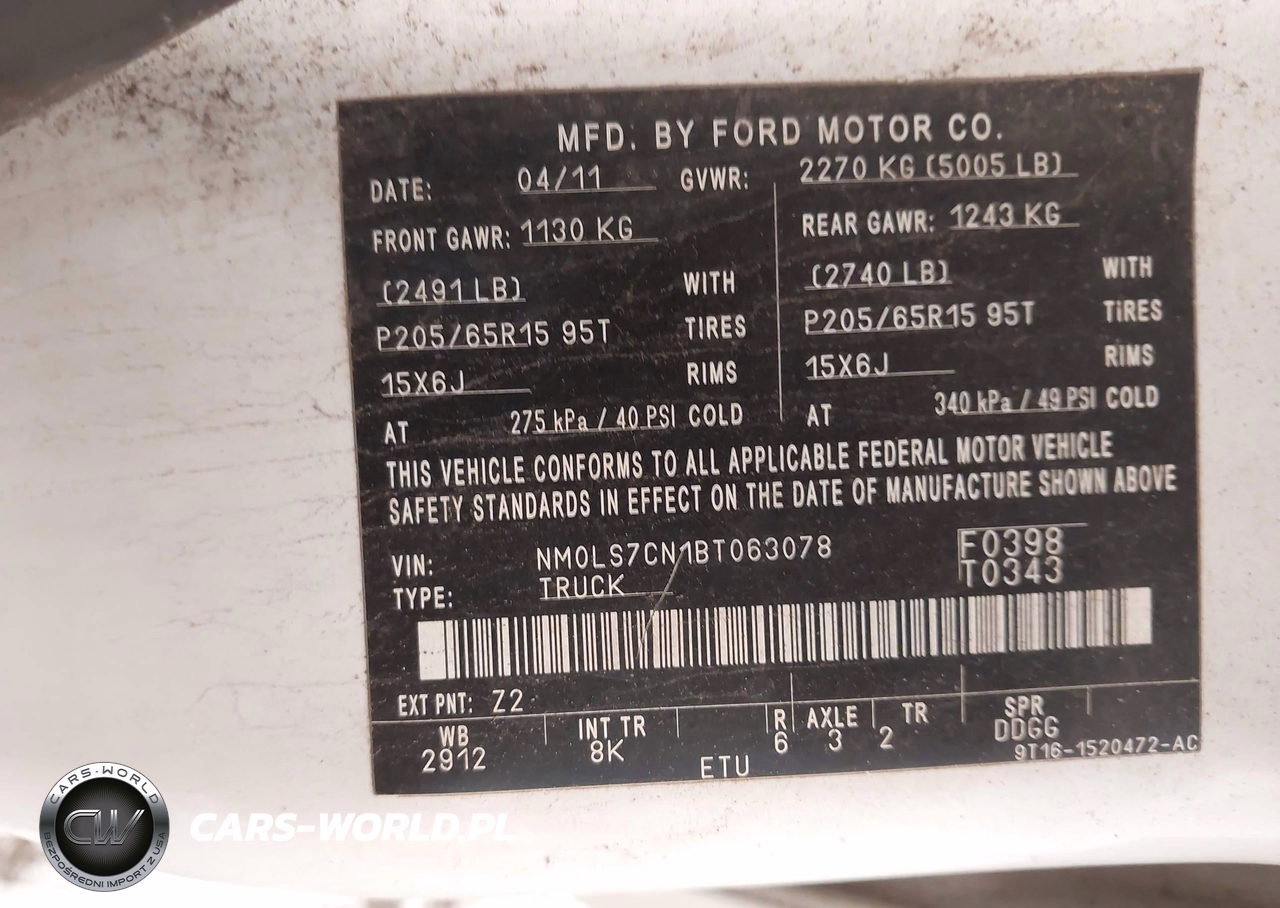 MFD. BY FORD MOTOR CO.
DATE: 04/11 GVWR: 2270 KG (5005 LB)
FRONT GAWR: 1130 KG REAR GAWR: 1243 KG
(2491 LB) WITH (2740 LB) WITH
P205/65R15 95T TIRES P205/65R15 95T TIRES
15X6J RIMS 15X6J RIMS
AT 275 kPa / 40 PSI COLD AT 340 kPa / 49 PSI COLD
THIS VEHICLE CONFORMS TO ALL APPLICABLE FEDERAL MOTOR VEHICLE
SAFETY STANDARDS IN EFFECT ON THE DATE OF MANUFACTURE SHOWN ABOVE
VIN: NM0LS7CN1BT063078 F0398
T0343
TYPE: TRUCK
EXT PNT: Z2
WB INT TR R AXLE TR SPR
2912 8K 6 3 2 DDGG
ETU 9T16-1520472-AC
CARS-WORLD
CW
BEZPOŚREDNI IMPORT Z USA
CARS-WORLD.PL